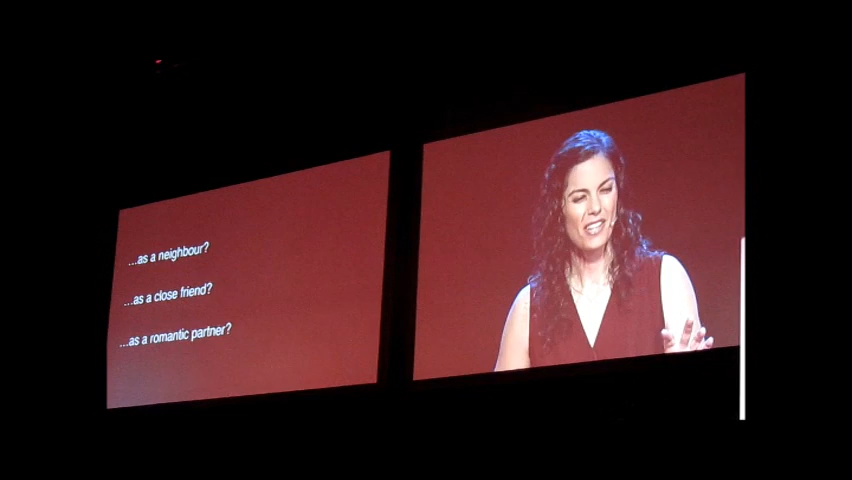 ...as a neighbour?
...as a close friend?
...as a romantic partner?